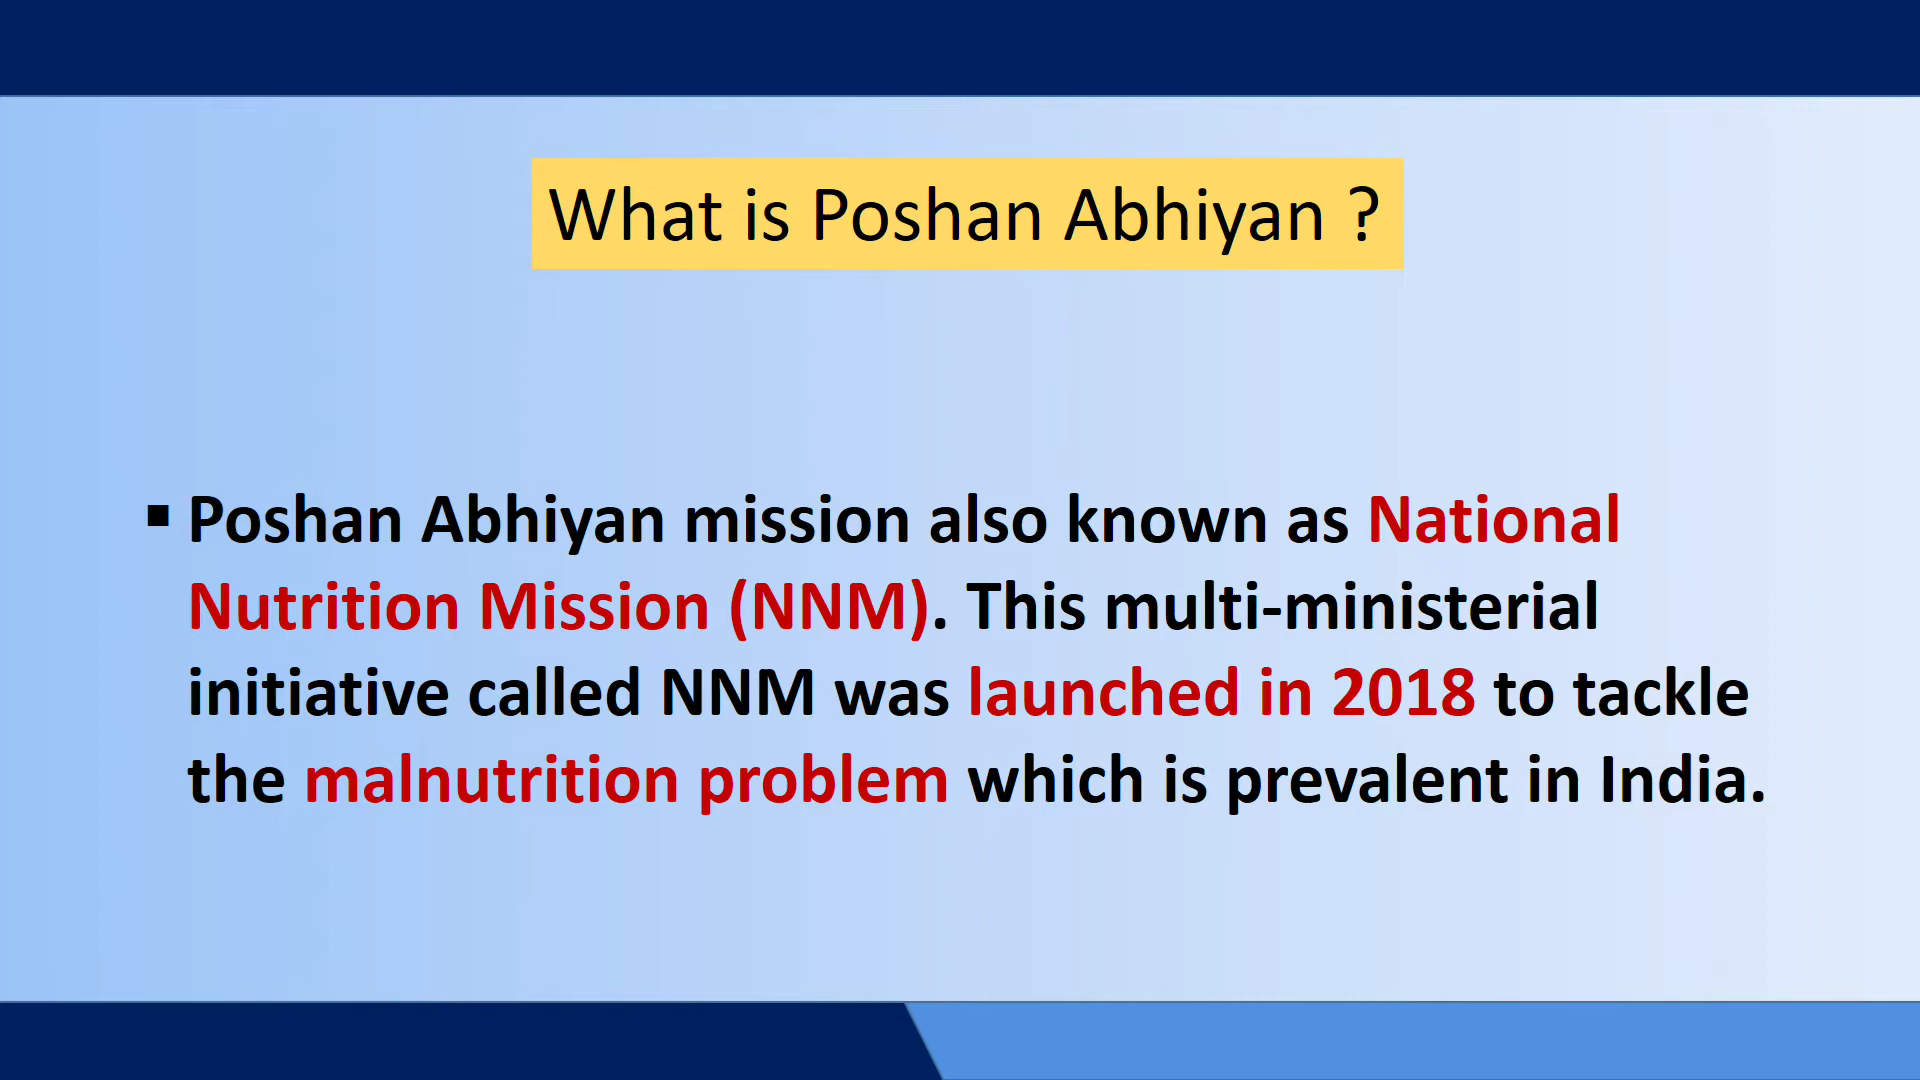 What is Poshan Abhiyan ?
▪ Poshan Abhiyan mission also known as National
Nutrition Mission (NNM). This multi-ministerial
initiative called NNM was launched in 2018 to tackle
the malnutrition problem which is prevalent in India.